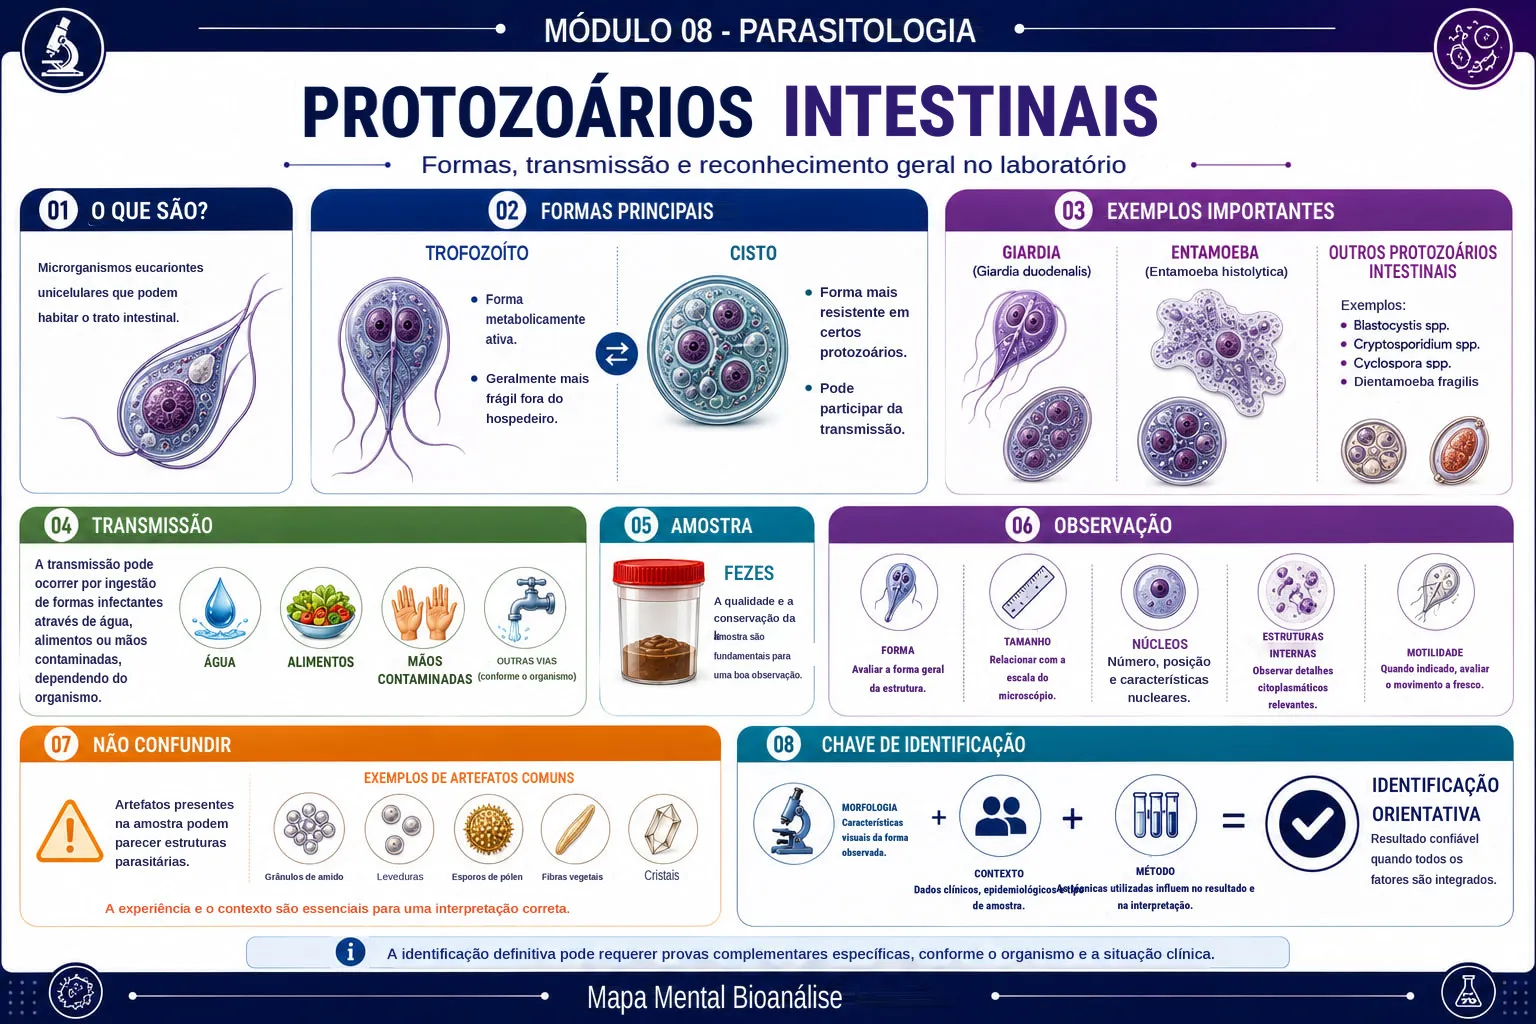 MÓDULO 08 - PARASITOLOGIA
PROTOZOÁRIOS INTESTINAIS
Formas, transmissão e reconhecimento geral no laboratório
01 O QUE SÃO?
Microrganismos eucariontes
unicelulares que podem
habitar o trato intestinal.
02 FORMAS PRINCIPAIS
TROFOZOÍTO
• Forma
metabolicamente
ativa.
• Geralmente mais
frágil fora do
hospedeiro.
CISTO
• Forma mais
resistente em
certos
protozoários.
• Pode
participar da
transmissão.
03 EXEMPLOS IMPORTANTES
GIARDIA
(Giardia duodenalis)
ENTAMOEBA
(Entamoeba histolytica)
OUTROS PROTOZOÁRIOS
INTESTINAIS
Exemplos:
• Blastocystis spp.
• Cryptosporidium spp.
• Cyclospora spp.
• Dientamoeba fragilis
04 TRANSMISSÃO
A transmissão pode
ocorrer por ingestão
de formas infectantes
através de água,
alimentos ou mãos
contaminadas,
dependendo do
organismo.
ÁGUA
ALIMENTOS
MÃOS
CONTAMINADAS
OUTRAS VIAS
(conforme o organismo)
05 AMOSTRA
FEZES
A qualidade e a
conservação da
amostra são
fundamentais para
uma boa observação.
06 OBSERVAÇÃO
FORMA
Avaliar a forma geral
da estrutura.
TAMANHO
Relacionar com a
escala do
microscópio.
NÚCLEOS
Número, posição
e características
nucleares.
ESTRUTURAS
INTERNAS
Observar detalhes
citoplasmáticos
relevantes.
MOTILIDADE
Quando indicado, avaliar
o movimento a fresco.
07 NÃO CONFUNDIR
Artefatos presentes
na amostra podem
parecer estruturas
parasitárias.
EXEMPLOS DE ARTEFATOS COMUNS
Grânulos de amido
Leveduras
Esporos de pólen
Fibras vegetais
Cristais
A experiência e o contexto são essenciais para uma interpretação correta.
08 CHAVE DE IDENTIFICAÇÃO
MORFOLOGIA
Características
visuais da forma
observada.
+
CONTEXTO
Dados clínicos, epidemiológicos e tipo
de amostra.
+
MÉTODO
As técnicas utilizadas influem no resultado e
na interpretação.
=
IDENTIFICAÇÃO
ORIENTATIVA
Resultado confiável
quando todos os
fatores são integrados.
A identificação definitiva pode requerer provas complementares específicas, conforme o organismo e a situação clínica.
Mapa Mental Bioanálise